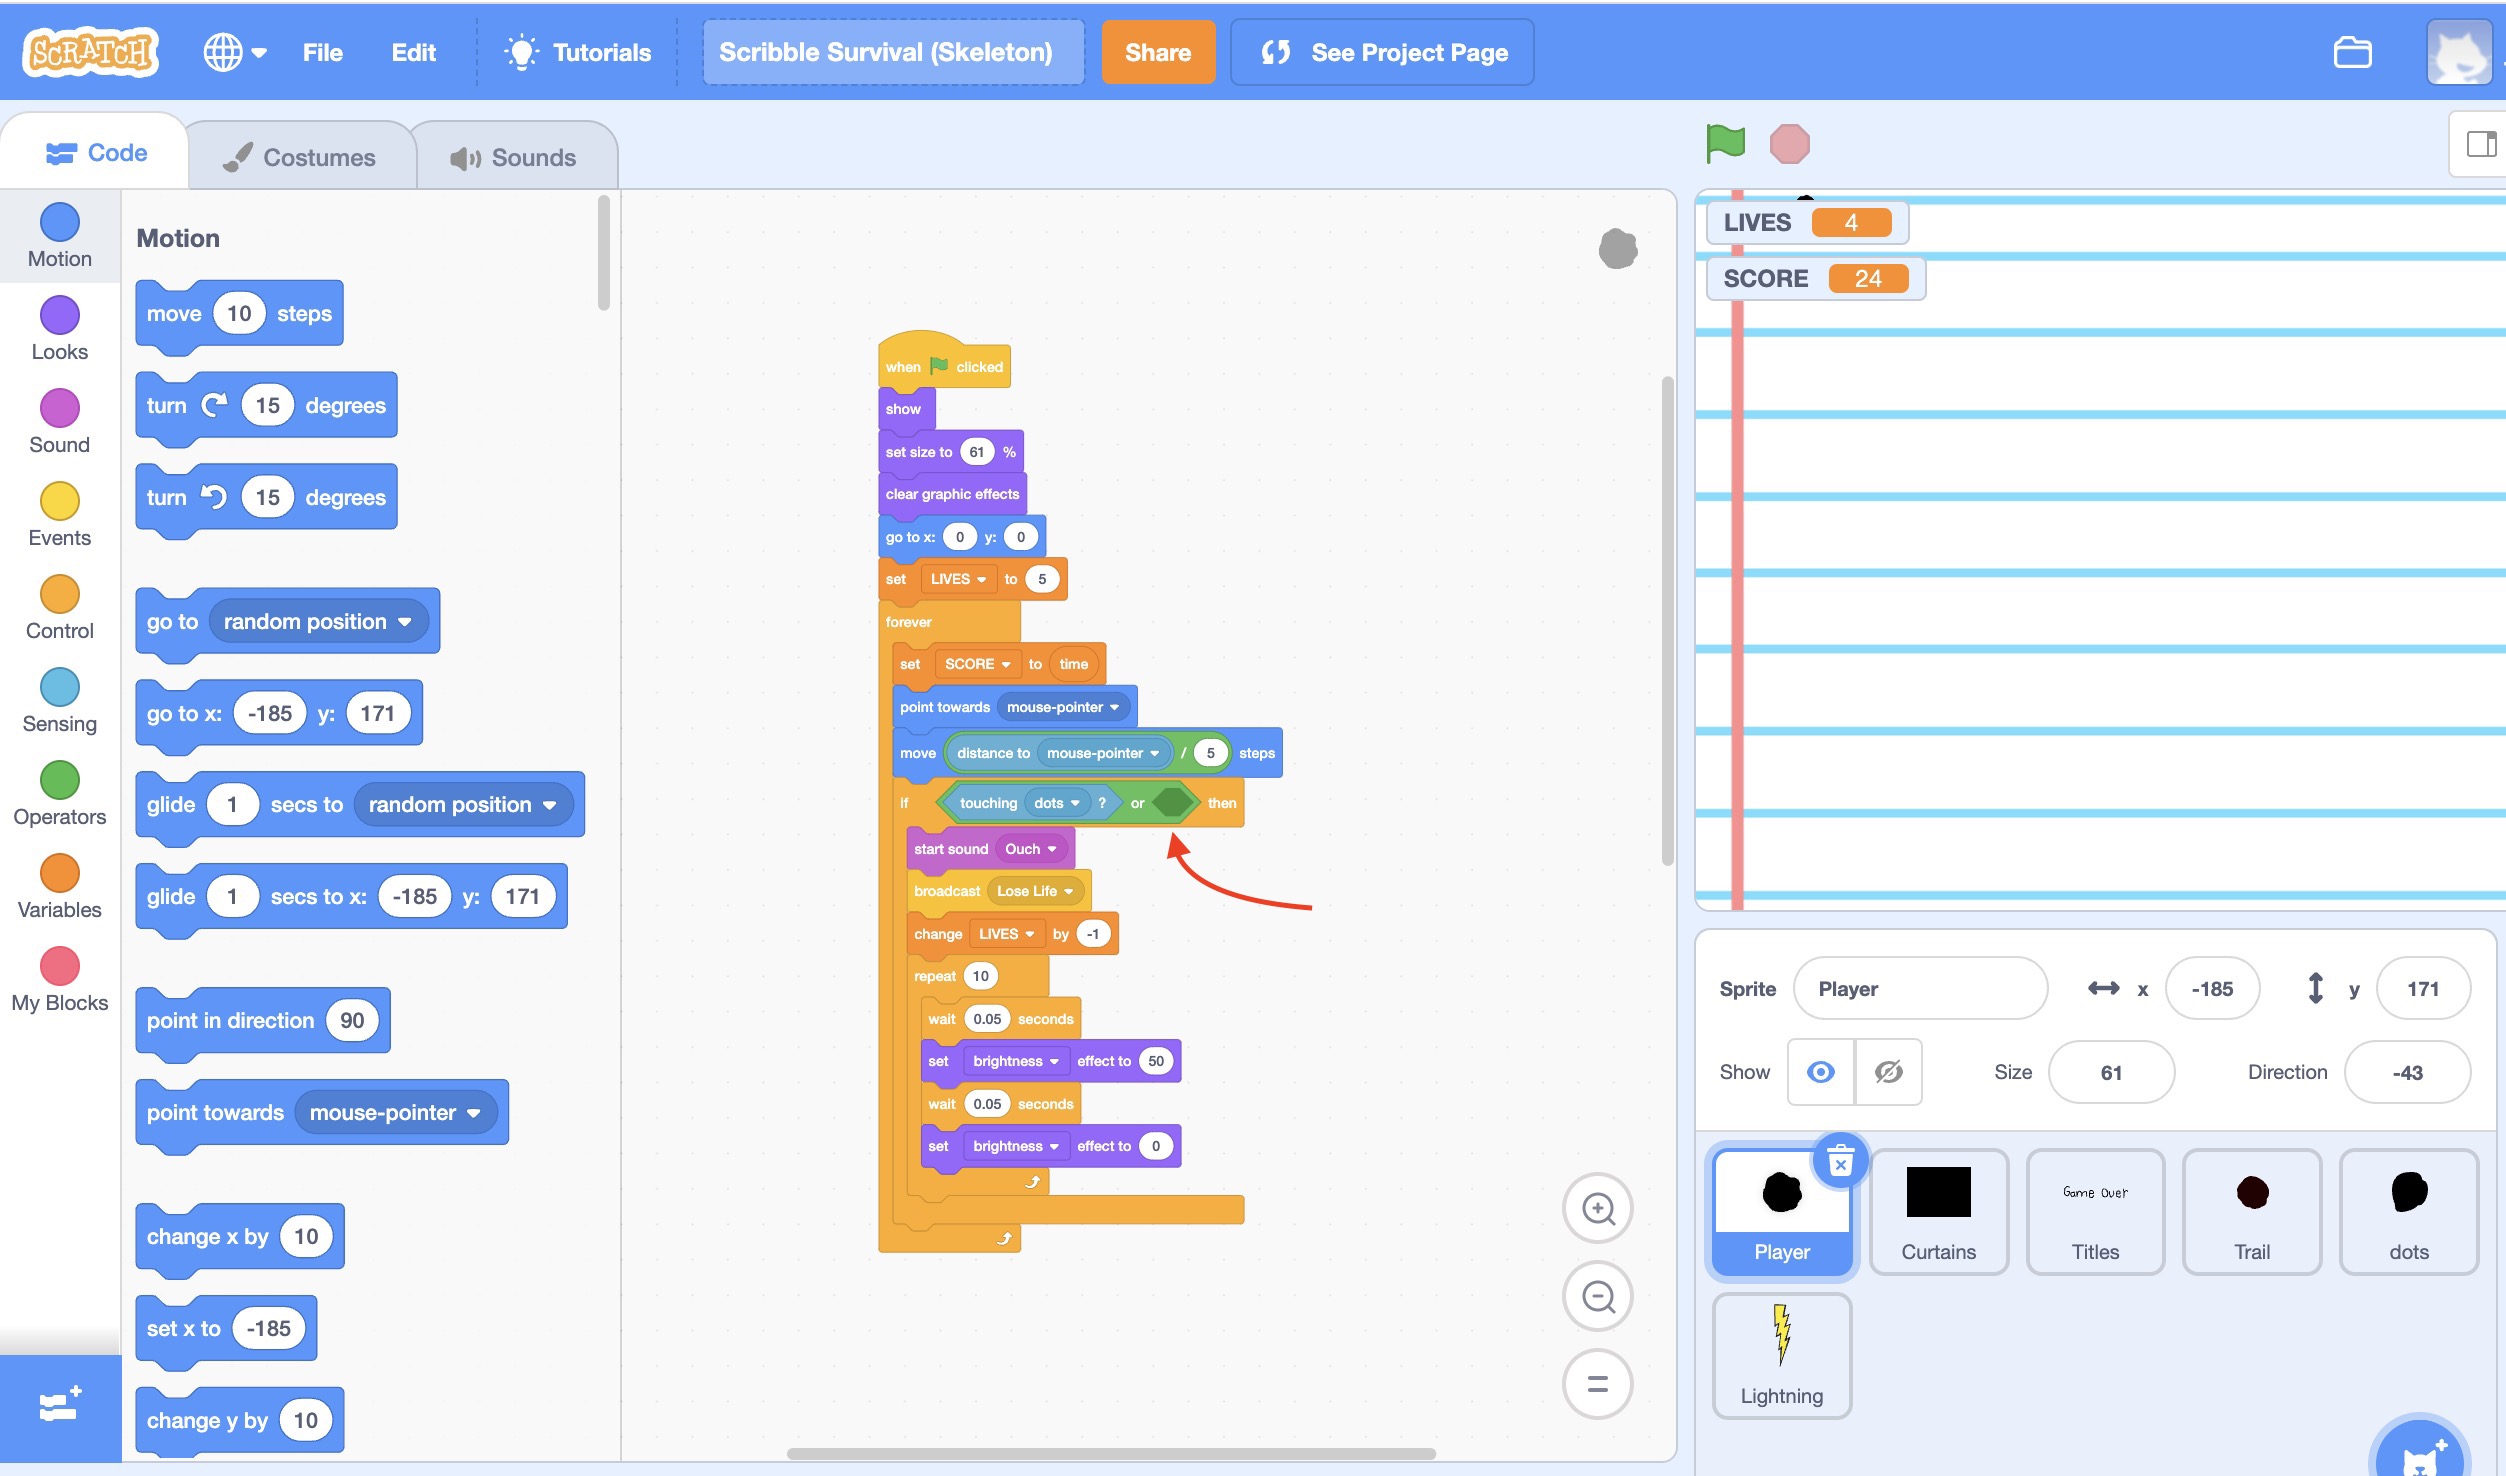 SCRATCH File Edit Tutorials Scribble Survival (Skeleton) Share See Project Page
Code Costumes Sounds
Motion
Looks
Sound
Events
Control
Sensing
Operators
Variables
My Blocks
Motion
move 10 steps
turn 15 degrees
turn 15 degrees
go to random position
go to x: -185 y: 171
glide 1 secs to random position
glide 1 secs to x: -185 y: 171
point in direction 90
point towards mouse-pointer
change x by 10
set x to -185
change y by 10
when clicked
show
set size to 61 %
clear graphic effects
go to x: 0 y: 0
set LIVES to 5
forever
set SCORE to time
point towards mouse-pointer
move distance to mouse-pointer / 5 steps
if touching dots ? or then
start sound Ouch
broadcast Lose Life
change LIVES by -1
repeat 10
wait 0.05 seconds
set brightness effect to 50
wait 0.05 seconds
set brightness effect to 0
LIVES 4
SCORE 24
Sprite Player x -185 y 171
Show Size 61 Direction -43
Game Over
Player Curtains Titles Trail dots
Lightning